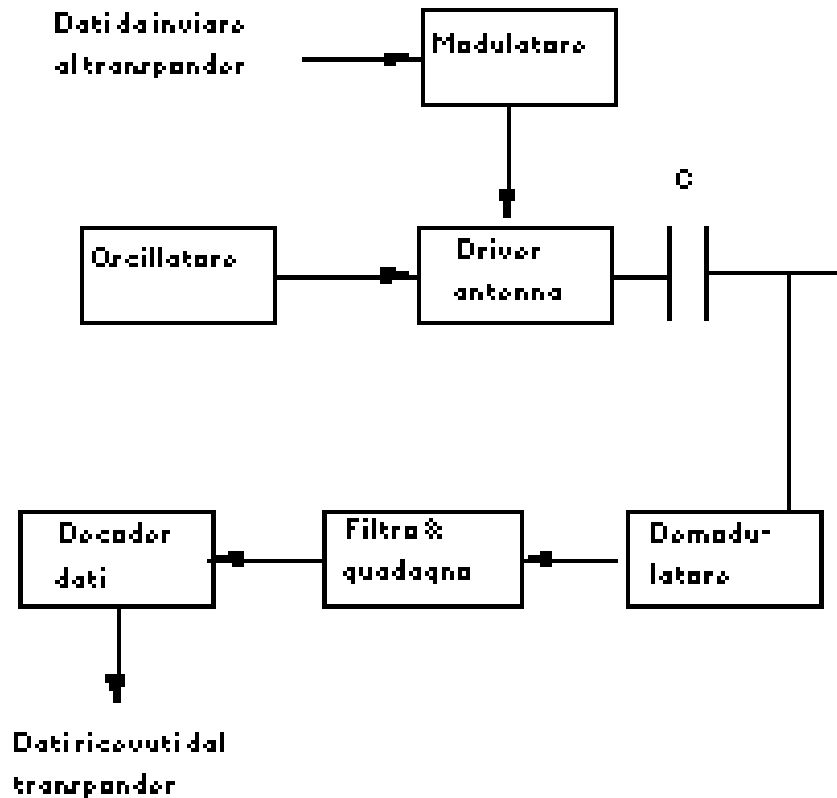 Dati da inviare
al transponder
Modulatore
C
Oscillatore
Driver
antenna
Decoder
dati
Filtro &
guadagno
Demodu-
latore
Dati ricevuti dal
transponder